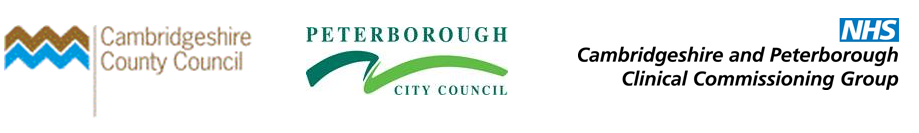 Cambridgeshire
County Council
PETERBOROUGH
CITY COUNCIL
NHS
Cambridgeshire and Peterborough
Clinical Commissioning Group